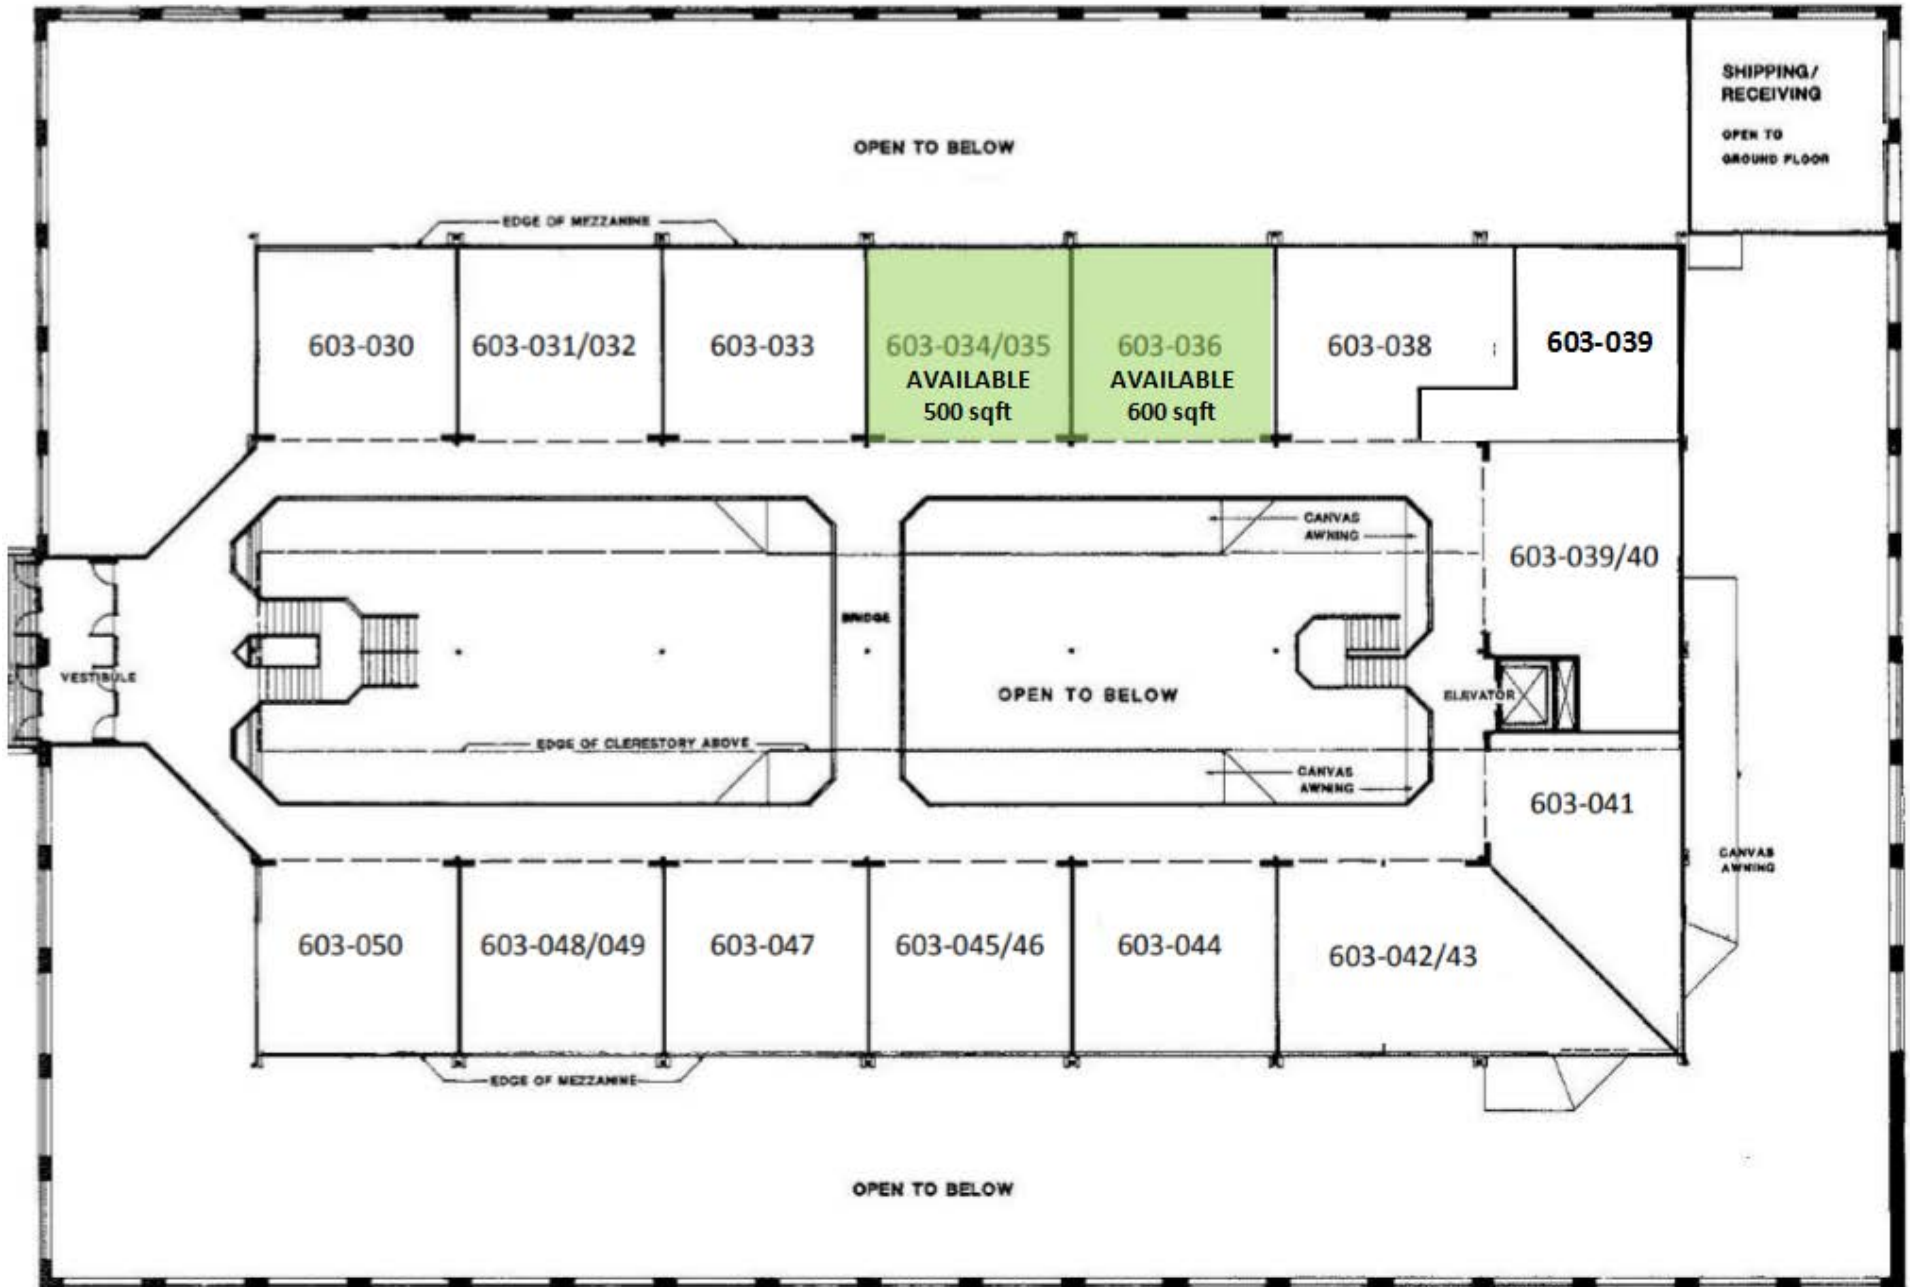 SHIPPING/
RECEIVING
OPEN TO
GROUND FLOOR
OPEN TO BELOW
EDGE OF MEZZANINE
603-030
603-031/032
603-033
603-034/035
AVAILABLE
500 sqft
603-036
AVAILABLE
600 sqft
603-038
603-039
CANVAS
AWNING
603-039/40
BRIDGE
VESTIBULE
OPEN TO BELOW
ELEVATOR
EDGE OF CLERESTORY ABOVE
CANVAS
AWNING
603-041
CANVAS
AWNING
603-050
603-048/049
603-047
603-045/46
603-044
603-042/43
EDGE OF MEZZANINE
OPEN TO BELOW